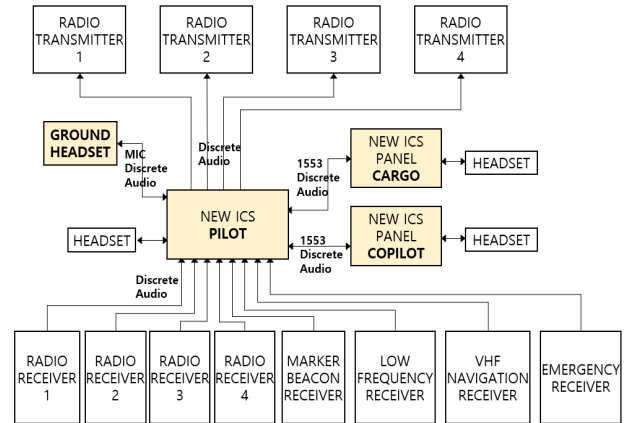 RADIO
TRANSMITTER
1
RADIO
TRANSMITTER
2
RADIO
TRANSMITTER
3
RADIO
TRANSMITTER
4
GROUND
HEADSET
MIC
Discrete
Audio
Discrete
Audio
1553
Discrete
Audio
NEW ICS
PANEL
CARGO
HEADSET
NEW ICS
PILOT
HEADSET
1553
Discrete
Audio
NEW ICS
PANEL
COPILOT
HEADSET
Discrete
Audio
RADIO
RECEIVER
1
RADIO
RECEIVER
2
RADIO
RECEIVER
3
RADIO
RECEIVER
4
MARKER
BEACON
RECEIVER
LOW
FREQUENCY
RECEIVER
VHF
NAVIGATION
RECEIVER
EMERGENCY
RECEIVER